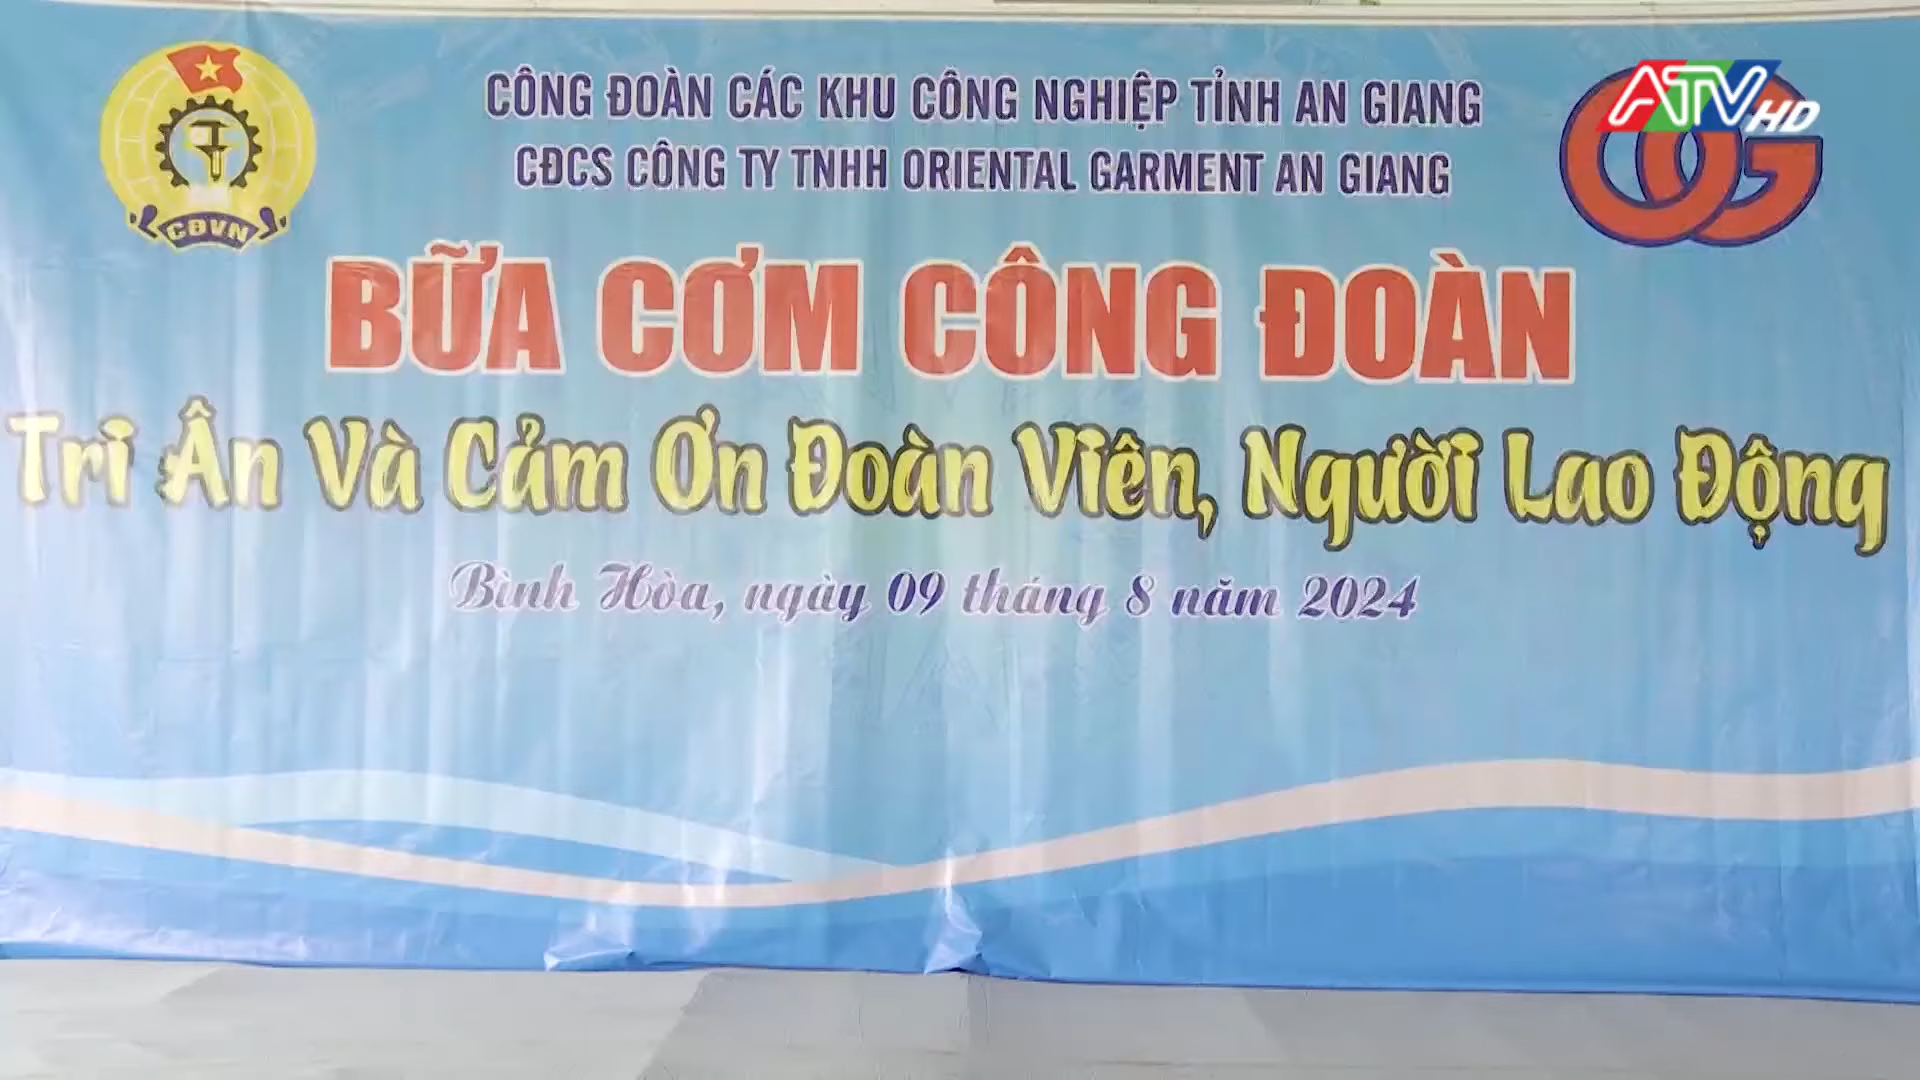 CÔNG ĐOÀN CÁC KHU CÔNG NGHIỆP TỈNH AN GIANG
CĐCS CÔNG TY TNHH ORIENTAL GARMENT AN GIANG
BỮA CƠM CÔNG ĐOÀN
Tri Ân Và Cảm Ơn Đoàn Viên, Người Lao Động
Bình Hòa, ngày 09 tháng 8 năm 2024
CĐVN
OG
ATV HD